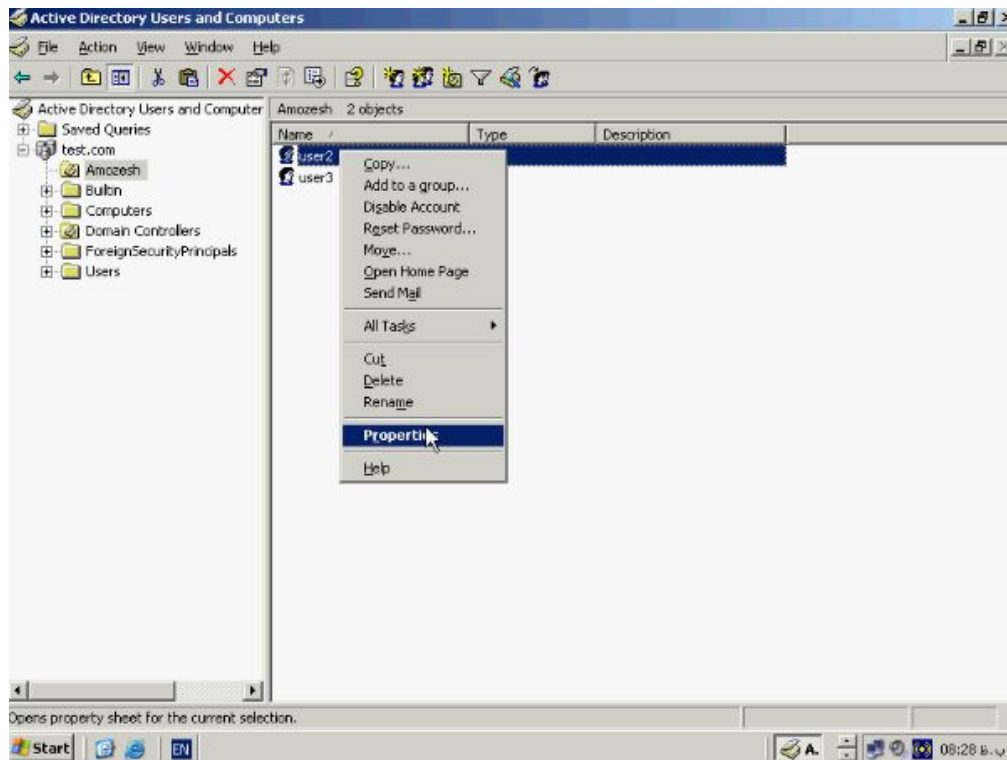 Active Directory Users and Computers
File Action View Window Help
Active Directory Users and Computer
Amozesh 2 objects
Saved Queries
test.com
Amozesh
Builtin
Computers
Domain Controllers
ForeignSecurityPrincipals
Users
Name Type Description
user2
user3
Copy...
Add to a group...
Disable Account
Reset Password...
Move...
Open Home Page
Send Mail
All Tasks
Cut
Delete
Rename
Properties
Help
Opens property sheet for the current selection.
Start EN A. 08:28 ب.ظ